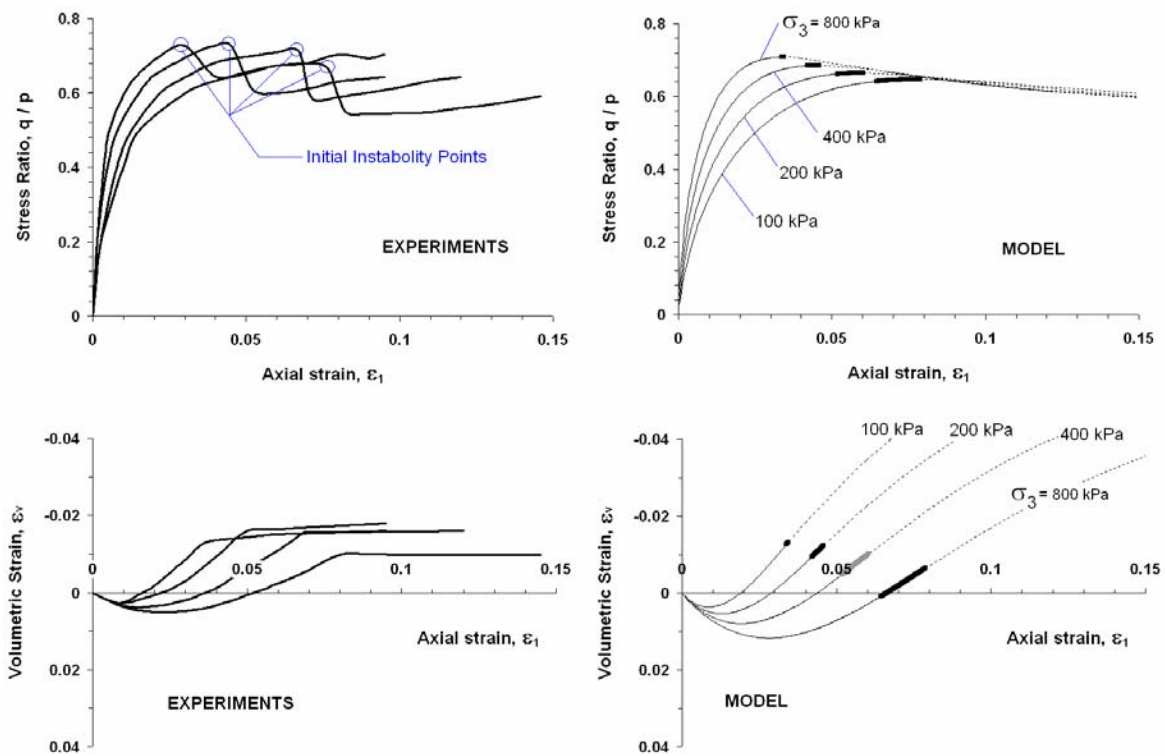 Stress Ratio, q / p
0.8
0.6
0.4
0.2
0
0
0.05
0.1
0.15
Axial strain, ε1
Initial Instabolity Points
EXPERIMENTS
Stress Ratio, q / p
0.8
0.6
0.4
0.2
0
0
0.05
0.1
0.15
Axial strain, ε1
σ3 = 800 kPa
400 kPa
200 kPa
100 kPa
MODEL
Volumetric Strain, εv
-0.04
-0.02
0
0.02
0.04
0
0.05
0.1
0.15
Axial strain, ε1
EXPERIMENTS
Volumetric Strain, εv
-0.04
-0.02
0
0.02
0.04
0
0.05
0.1
0.15
100 kPa
200 kPa
400 kPa
σ3 = 800 kPa
Axial strain, ε1
MODEL